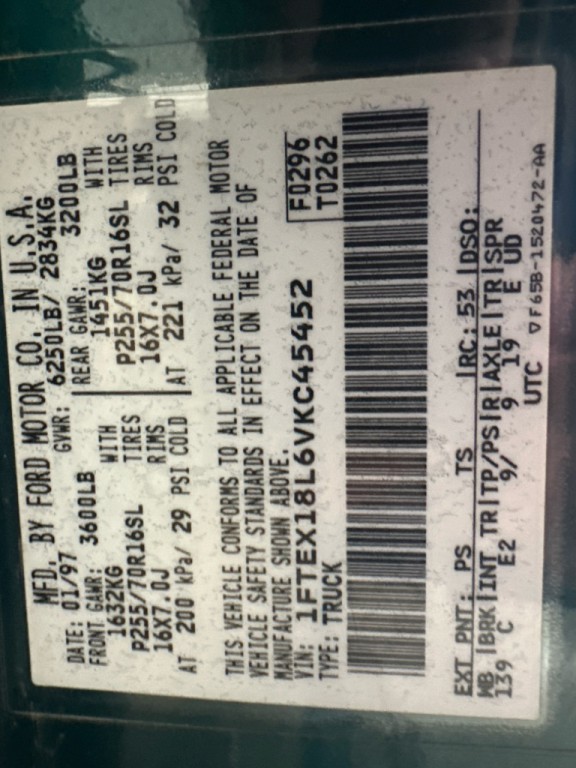 MFD. BY FORD MOTOR CO. IN U.S.A.
DATE: 01/97 GVWR: 6250LB/ 2834KG
FRONT GAWR: 3600LB REAR GAWR: 3200LB
1632KG WITH 1451KG WITH
P255/70R16SL TIRES P255/70R16SL TIRES
16X7.0J RIMS 16X7.0J RIMS
AT 200 kPa/ 29 PSI COLD AT 221 kPa/ 32 PSI COLD
THIS VEHICLE CONFORMS TO ALL APPLICABLE FEDERAL MOTOR
VEHICLE SAFETY STANDARDS IN EFFECT ON THE DATE OF
MANUFACTURE SHOWN ABOVE.
VIN: 1FTEX18L6VKC45452 F0296
TYPE: TRUCK T0262
EXT PNT: PS TS RC: 53 DSO:
WB BRK INT TR TP/PS R AXLE TR SPR
139 C E2 9/ 9 19 E UD
UTC
▽ F65B-1520472-AA